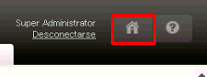 Super Administrator
Desconectarse
?